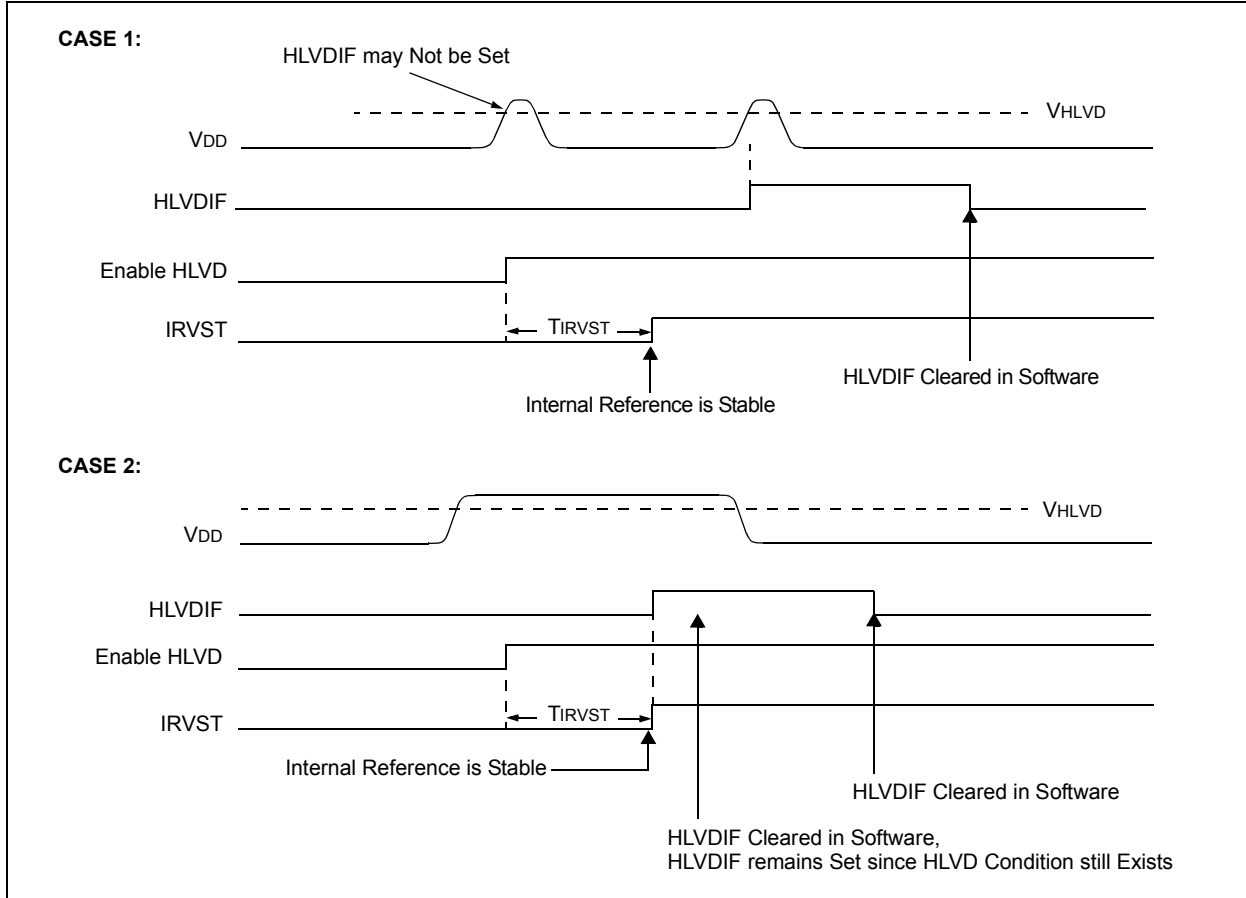 CASE 1:
HLVDIF may Not be Set
VHLVD
VDD
HLVDIF
Enable HLVD
IRVST
TIRVST
HLVDIF Cleared in Software
Internal Reference is Stable
CASE 2:
VHLVD
VDD
HLVDIF
Enable HLVD
IRVST
TIRVST
Internal Reference is Stable
HLVDIF Cleared in Software
HLVDIF Cleared in Software,
HLVDIF remains Set since HLVD Condition still Exists